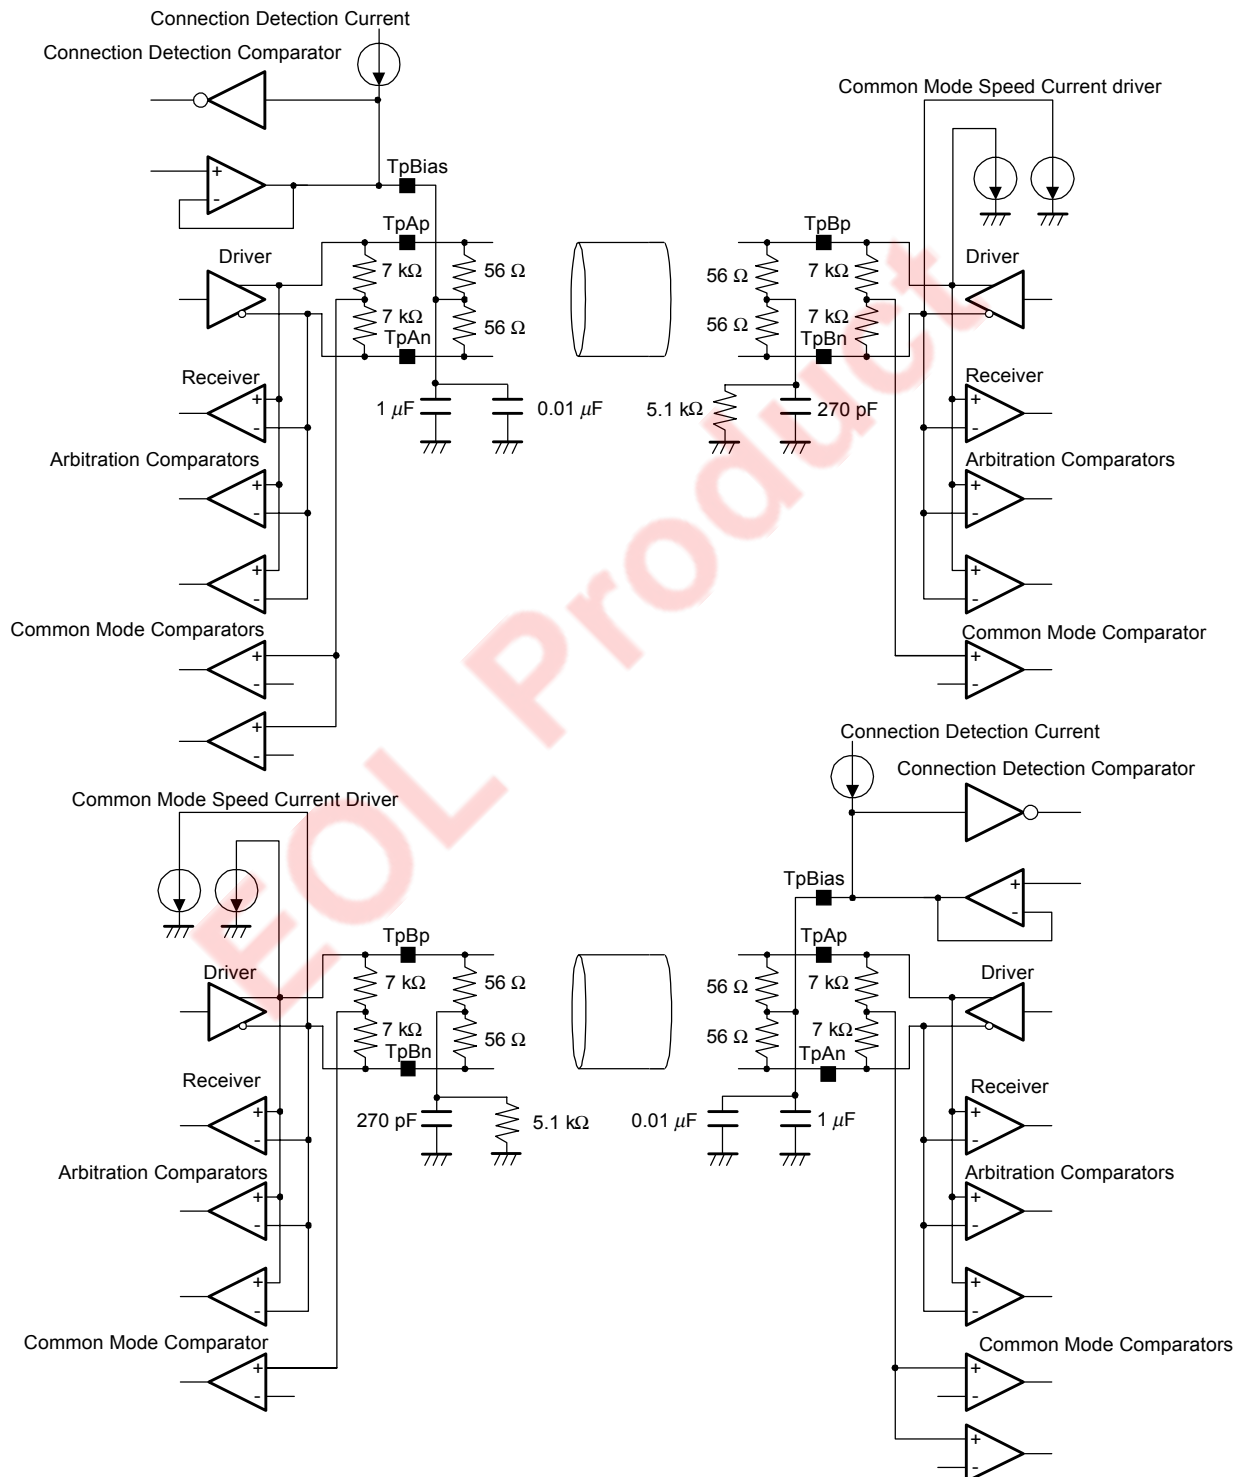 Connection Detection Current
Connection Detection Comparator
Common Mode Speed Current driver
+
-
TpBias
TpAp
TpBp
Driver
7 kΩ
56 Ω
56 Ω
7 kΩ
Driver
7 kΩ
56 Ω
56 Ω
7 kΩ
TpAn
TpBn
Receiver
+
-
1 µF
0.01 µF
5.1 kΩ
270 pF
Receiver
+
-
Arbitration Comparators
+
-
Arbitration Comparators
+
-
+
-
+
-
Common Mode Comparators
+
-
Common Mode Comparator
+
-
+
-
Connection Detection Current
Connection Detection Comparator
Common Mode Speed Current Driver
TpBias
+
-
TpBp
TpAp
Driver
7 kΩ
56 Ω
56 Ω
7 kΩ
Driver
7 kΩ
56 Ω
56 Ω
7 kΩ
TpBn
TpAn
Receiver
+
-
270 pF
5.1 kΩ
0.01 µF
1 µF
Receiver
+
-
Arbitration Comparators
+
-
Arbitration Comparators
+
-
+
-
+
-
Common Mode Comparator
+
-
Common Mode Comparators
+
-
+
-
EOL Product